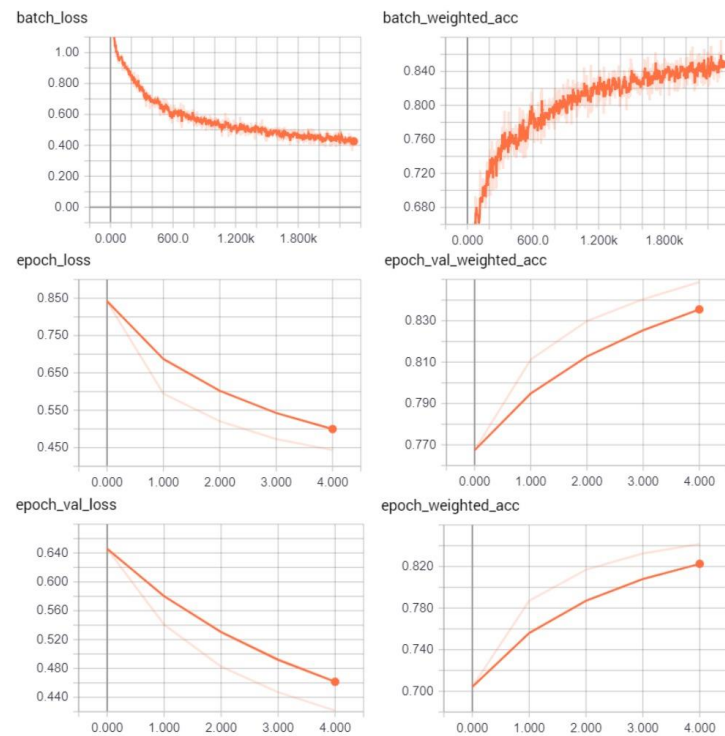 batch_loss
batch_weighted_acc
1.00
0.800
0.600
0.400
0.200
0.00
0.000 600.0 1.200k 1.800k
0.840
0.800
0.760
0.720
0.680
0.000 600.0 1.200k 1.800k
epoch_loss
epoch_val_weighted_acc
0.850
0.750
0.650
0.550
0.450
0.000 1.000 2.000 3.000 4.000
0.830
0.810
0.790
0.770
0.000 1.000 2.000 3.000 4.000
epoch_val_loss
epoch_weighted_acc
0.640
0.600
0.560
0.520
0.480
0.440
0.000 1.000 2.000 3.000 4.000
0.820
0.780
0.740
0.700
0.000 1.000 2.000 3.000 4.000